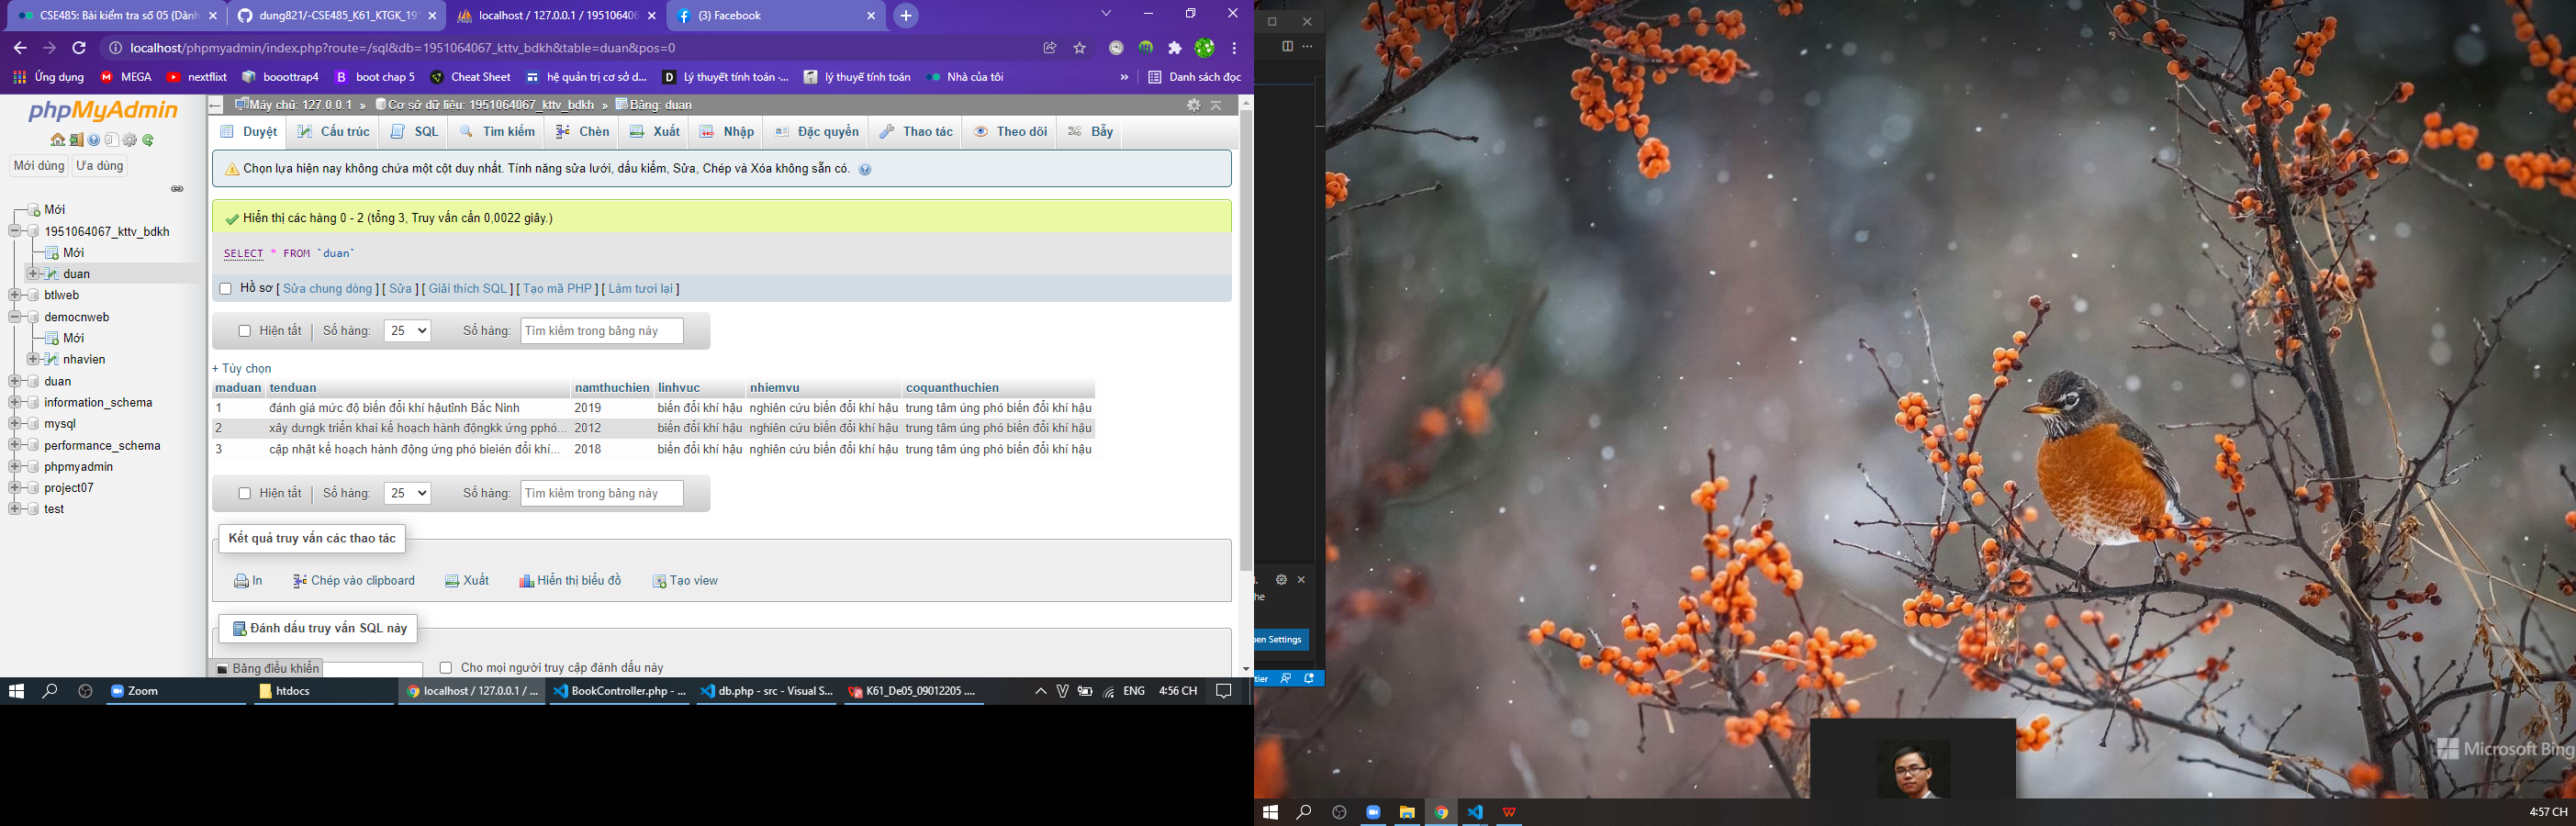 CSE485: Bài kiểm tra số 05 (Dành
dung821/-CSE485_K61_KTGK_19
localhost / 127.0.0.1 / 19510640
(3) Facebook
localhost/phpmyadmin/index.php?route=/sql&db=1951064067_kttv_bdkh&table=duan&pos=0
Ứng dụng
MEGA
nextflixt
booottrap4
boot chap 5
Cheat Sheet
hệ quản trị cơ sở d...
Lý thuyết tính toán -...
lý thuyế tính toán
Nhà của tôi
»
Danh sách đọc
phpMyAdmin
Mới dùng
Ưa dùng
Mới
1951064067_kttv_bdkh
Mới
duan
btlweb
democnweb
Mới
nhavien
duan
information_schema
mysql
performance_schema
phpmyadmin
project07
test
Máy chủ: 127.0.0.1 » Cơ sở dữ liệu: 1951064067_kttv_bdkh » Bảng: duan
Duyệt Cấu trúc SQL Tìm kiếm Chèn Xuất Nhập Đặc quyền Thao tác Theo dõi Bẫy
Chọn lựa hiện nay không chứa một cột duy nhất. Tính năng sửa lưới, dấu kiểm, Sửa, Chép và Xóa không sẵn có.
Hiển thị các hàng 0 - 2 (tổng 3, Truy vấn cần 0,0022 giây.)
SELECT * FROM `duan`
Hồ sơ [ Sửa chung dòng ] [ Sửa ] [ Giải thích SQL ] [ Tạo mã PHP ] [ Làm tươi lại ]
Hiện tất | Số hàng: 25 Số hàng: Tìm kiếm trong bảng này
+ Tùy chọn
maduan tenduan namthuchien linhvuc nhiemvu coquanthuchien
1 đánh giá mức độ biến đổi khí hậutỉnh Bắc Ninh 2019 biến đổi khí hậu nghiên cứu biến đổi khí hậu trung tâm úng phó biến đổi khí hậu
2 xây dưngk triển khai kế hoạch hành độngkk ứng pphó... 2012 biến đổi khí hậu nghiên cứu biến đổi khí hậu trung tâm úng phó biến đổi khí hậu
3 cập nhật kế hoạch hành động ứng phó bieién đổi khí... 2018 biến đổi khí hậu nghiên cứu biến đổi khí hậu trung tâm úng phó biến đổi khí hậu
Hiện tất | Số hàng: 25 Số hàng: Tìm kiếm trong bảng này
Kết quả truy vấn các thao tác
In Chép vào clipboard Xuất Hiển thị biểu đồ Tạo view
Đánh dấu truy vấn SQL này
Bảng điều khiển
Cho mọi người truy cập đánh dấu này
Zoom
htdocs
localhost / 127.0.0.1 / ...
BookController.php - ...
db.php - src - Visual S...
K61_De05_09012205 ....
ENG
4:56 CH
he
pen Settings
tier
Microsoft Bing
4:57 CH